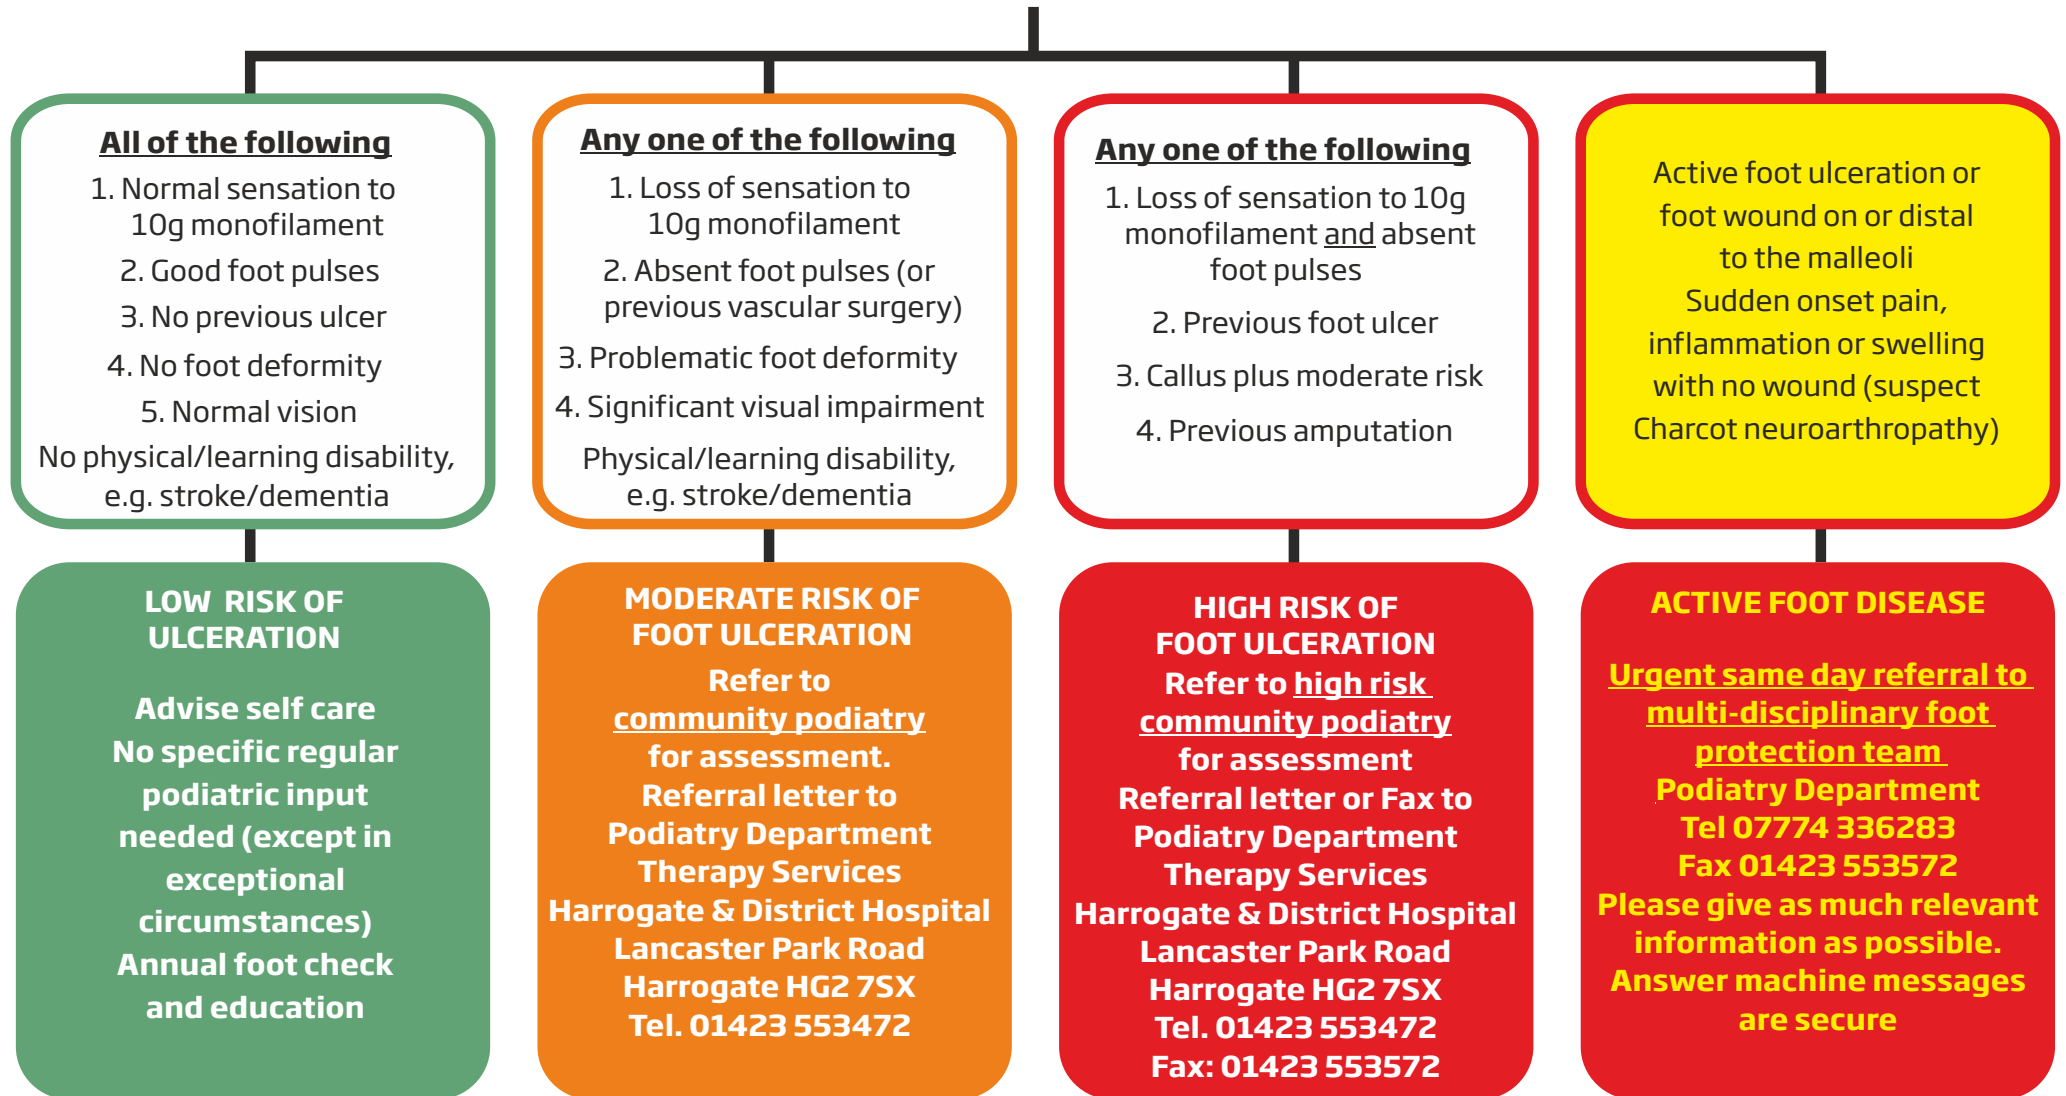 All of the following
1. Normal sensation to
10g monofilament
2. Good foot pulses
3. No previous ulcer
4. No foot deformity
5. Normal vision
No physical/learning disability,
e.g. stroke/dementia
LOW RISK OF
ULCERATION
Advise self care
No specific regular
podiatric input
needed (except in
exceptional
circumstances)
Annual foot check
and education
Any one of the following
1. Loss of sensation to
10g monofilament
2. Absent foot pulses (or
previous vascular surgery)
3. Problematic foot deformity
4. Significant visual impairment
Physical/learning disability,
e.g. stroke/dementia
MODERATE RISK OF
FOOT ULCERATION
Refer to
community podiatry
for assessment.
Referral letter to
Podiatry Department
Therapy Services
Harrogate & District Hospital
Lancaster Park Road
Harrogate HG2 7SX
Tel. 01423 553472
Any one of the following
1. Loss of sensation to 10g
monofilament and absent
foot pulses
2. Previous foot ulcer
3. Callus plus moderate risk
4. Previous amputation
HIGH RISK OF
FOOT ULCERATION
Refer to high risk
community podiatry
for assessment
Referral letter or Fax to
Podiatry Department
Therapy Services
Harrogate & District Hospital
Lancaster Park Road
Harrogate HG2 7SX
Tel. 01423 553472
Fax: 01423 553572
Active foot ulceration or
foot wound on or distal
to the malleoli
Sudden onset pain,
inflammation or swelling
with no wound (suspect
Charcot neuroarthropathy)
ACTIVE FOOT DISEASE
Urgent same day referral to
multi-disciplinary foot
protection team
Podiatry Department
Tel 07774 336283
Fax 01423 553572
Please give as much relevant
information as possible.
Answer machine messages
are secure